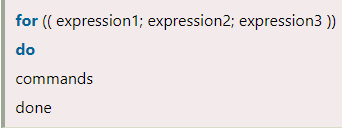 for (( expression1; expression2; expression3 ))
do
commands
done